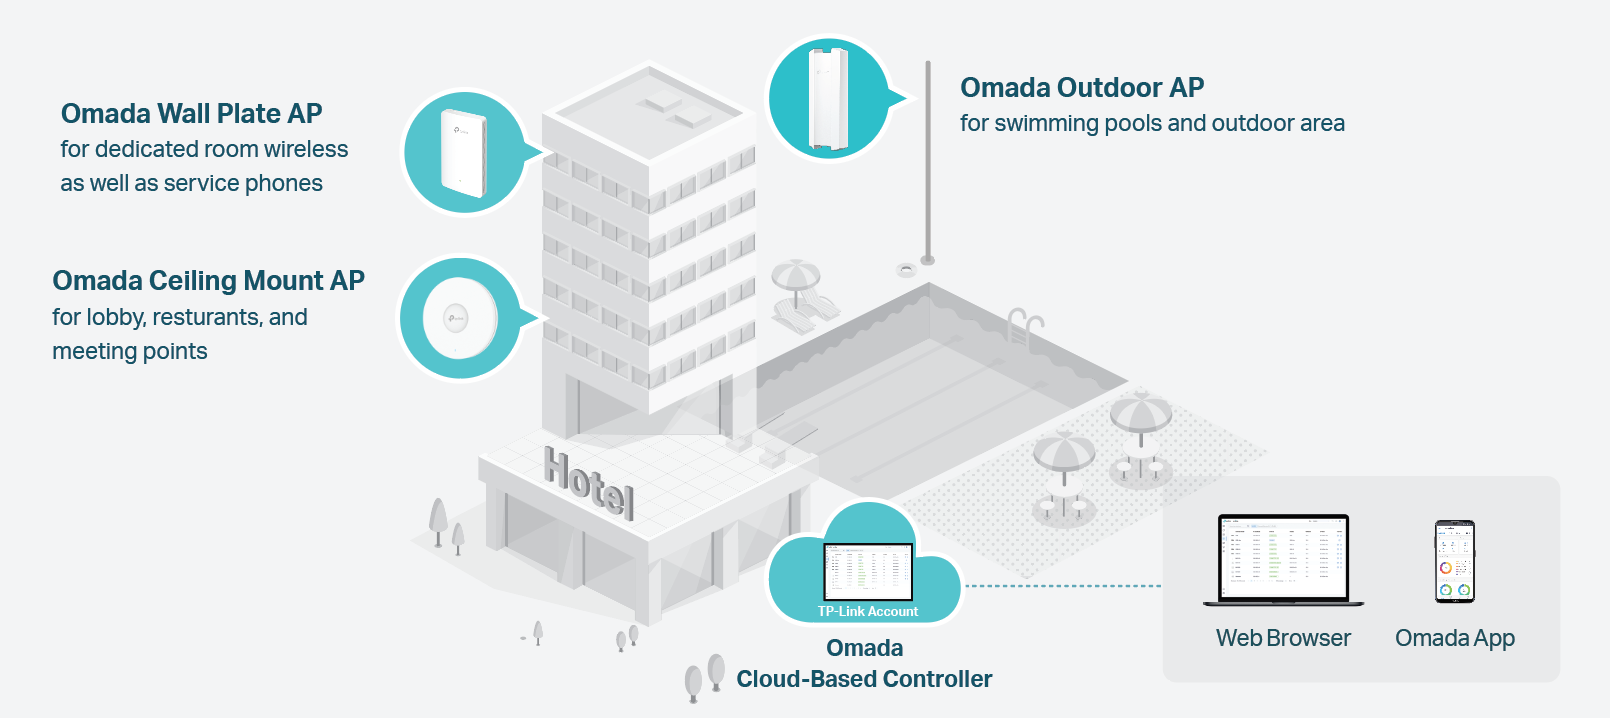 Omada Wall Plate AP
for dedicated room wireless
as well as service phones
Omada Ceiling Mount AP
for lobby, resturants, and
meeting points
Omada Outdoor AP
for swimming pools and outdoor area
Hotel
TP-Link Account
Omada
Cloud-Based Controller
Web Browser
Omada App